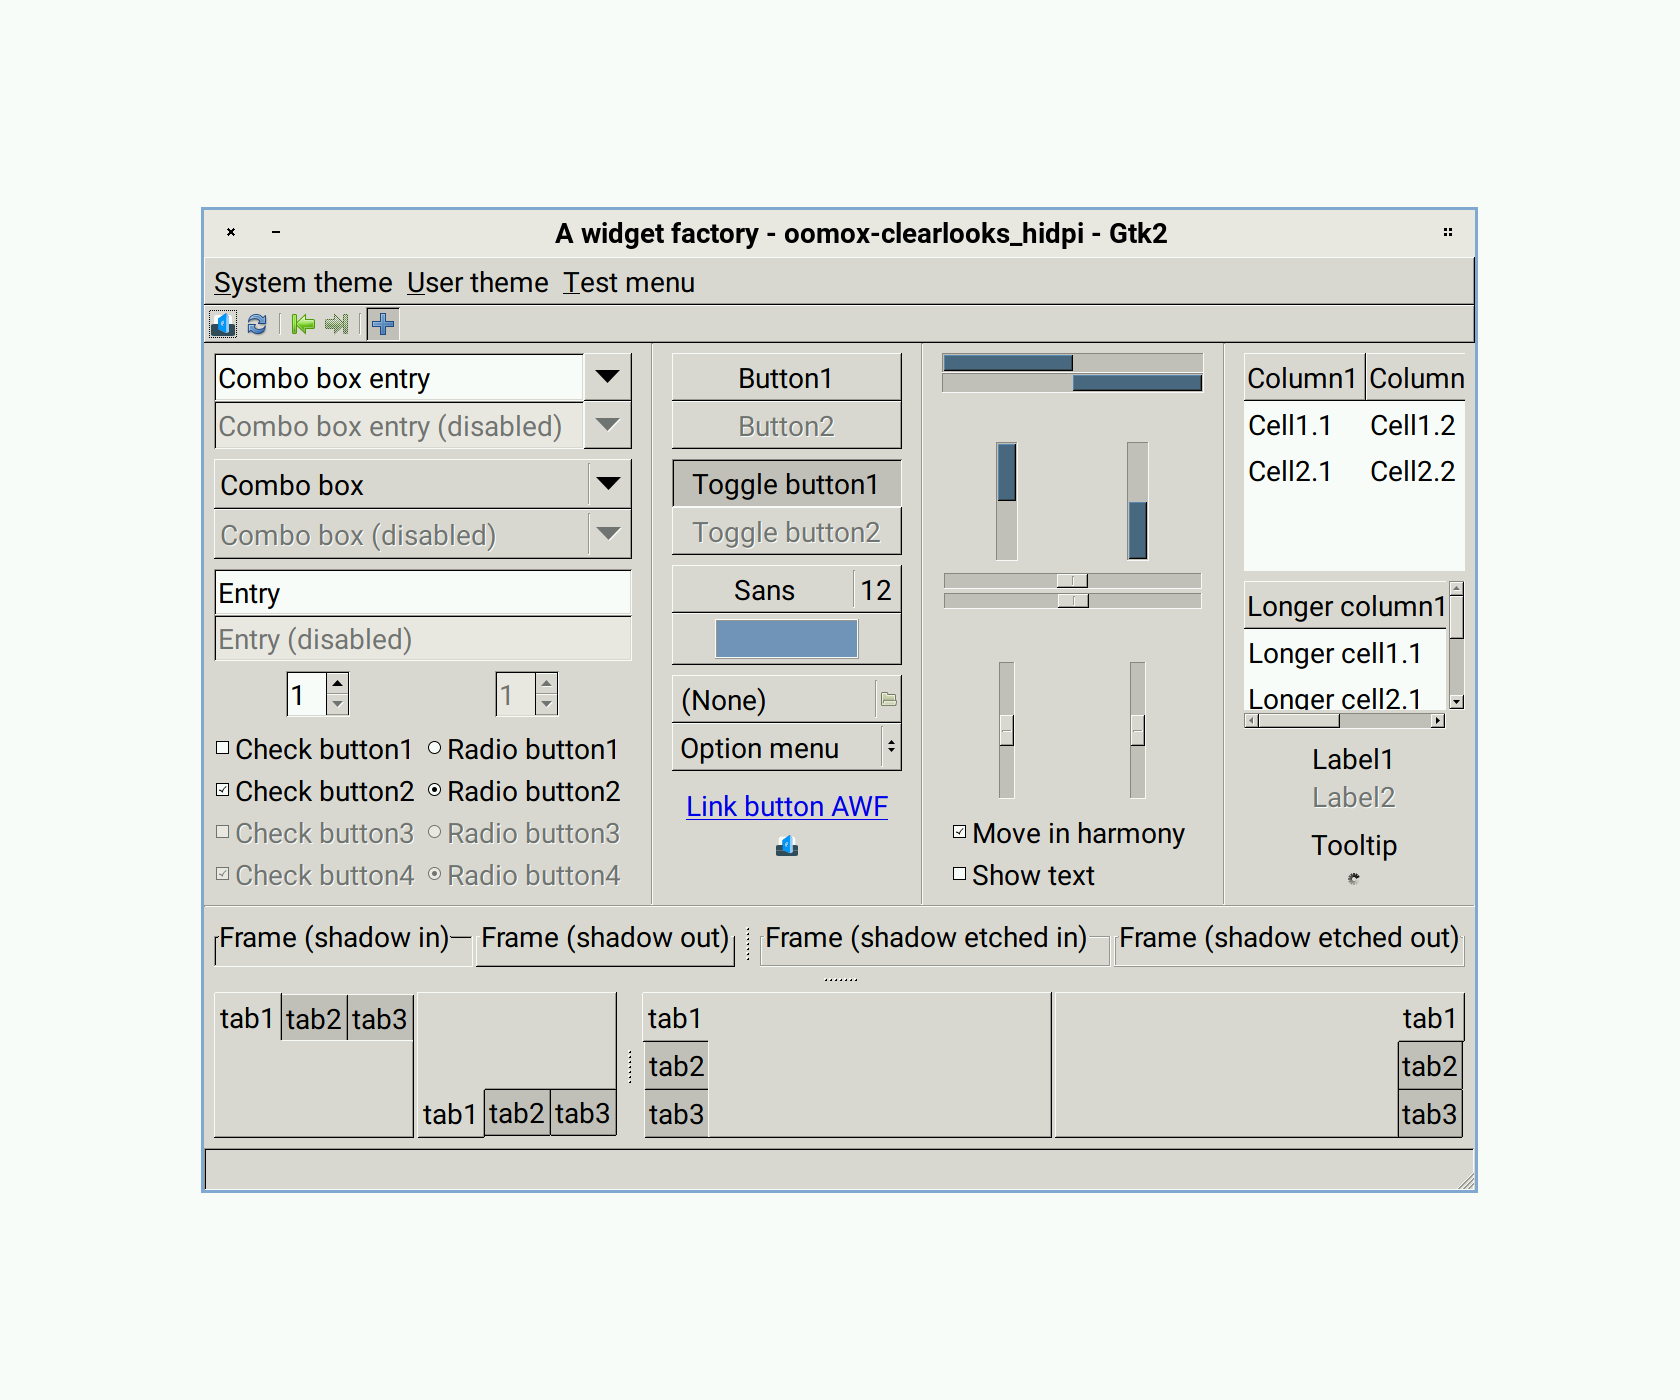 A widget factory - oomox-clearlooks_hidpi - Gtk2
System theme User theme Test menu
Combo box entry
Combo box entry (disabled)
Combo box
Combo box (disabled)
Entry
Entry (disabled)
1 1
Check button1 Radio button1
Check button2 Radio button2
Check button3 Radio button3
Check button4 Radio button4
Button1
Button2
Toggle button1
Toggle button2
Sans 12
(None)
Option menu
Link button AWF
Move in harmony
Show text
Column1 Column
Cell1.1 Cell1.2
Cell2.1 Cell2.2
Longer column1
Longer cell1.1
Longer cell2.1
Label1
Label2
Tooltip
Frame (shadow in) Frame (shadow out) Frame (shadow etched in) Frame (shadow etched out)
tab1 tab2 tab3
tab1 tab2 tab3
tab1
tab2
tab3
tab1
tab2
tab3